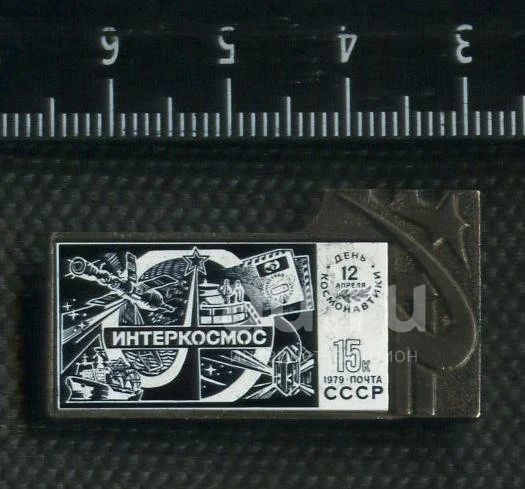 6 5 4 3
ДЕНЬ
12
АПРЕЛЯ
КОСМОНАВТИКИ
ИНТЕРКОСМОС
15к
1979·ПОЧТА
СССР